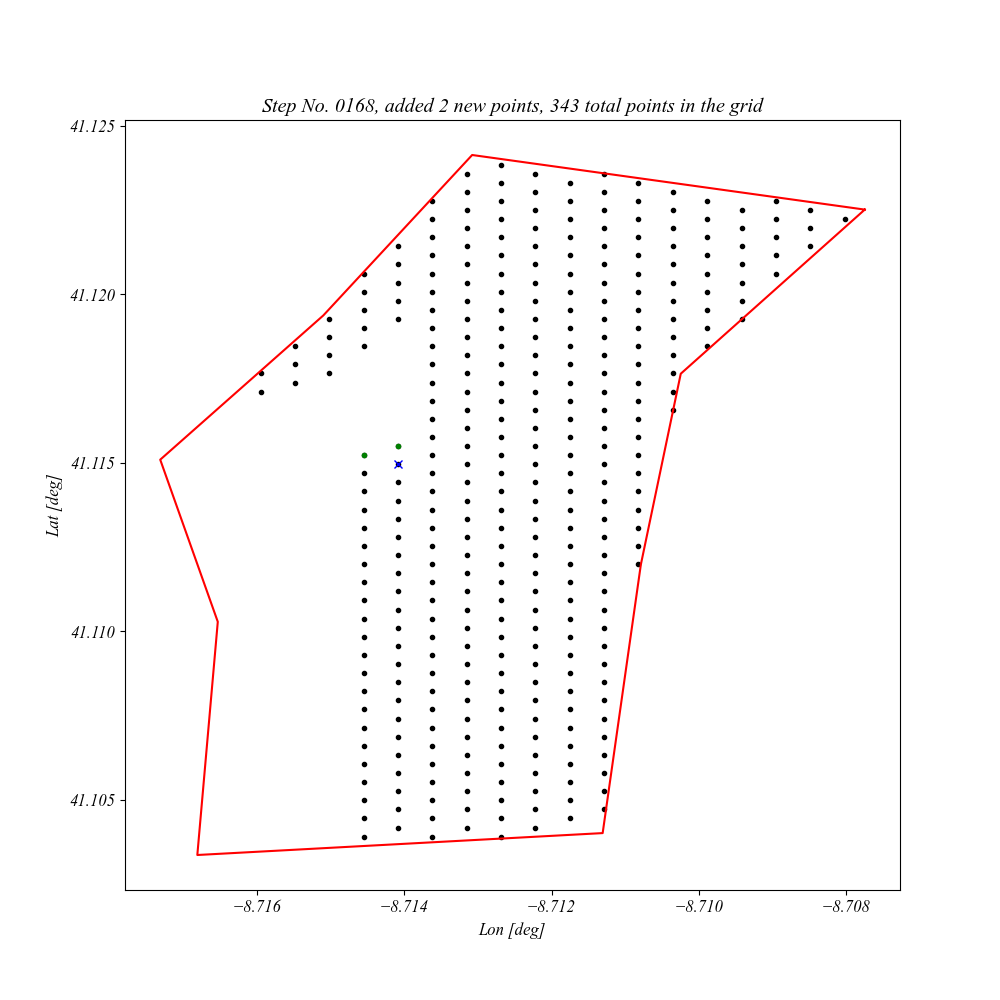 Step No. 0168, added 2 new points, 343 total points in the grid
41.125
41.120
41.115
41.110
41.105
Lat [deg]
−8.716 −8.714 −8.712 −8.710 −8.708
Lon [deg]